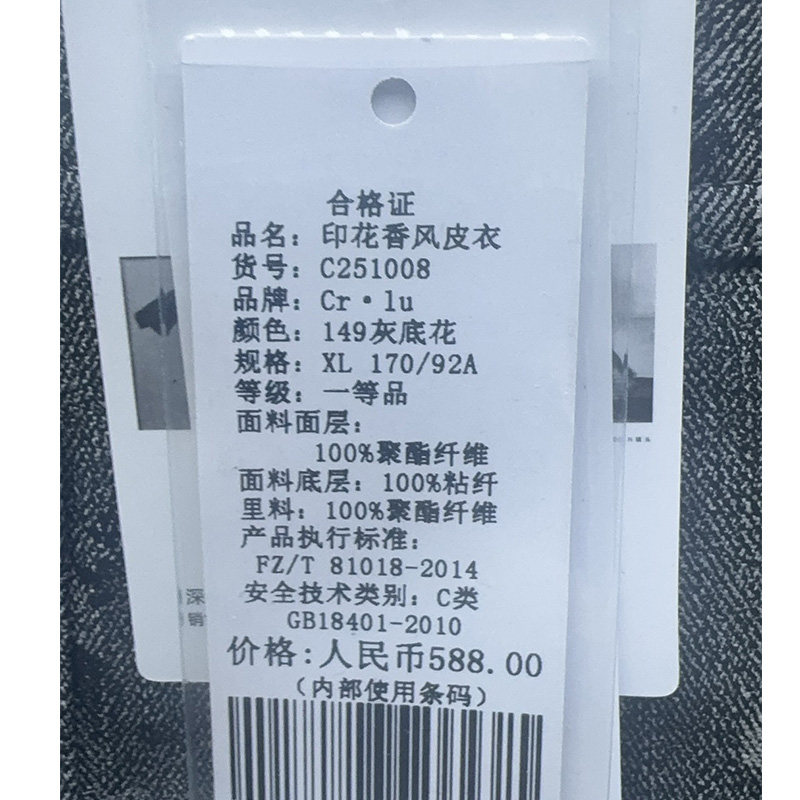 合格证
品名：印花香风皮衣
货号：C251008
品牌：Cr·lu
颜色：149灰底花
规格：XL 170/92A
等级：一等品
面料面层：
100%聚酯纤维
面料底层：100%粘纤
里料：100%聚酯纤维
产品执行标准：
FZ/T 81018-2014
安全技术类别：C类
GB18401-2010
价格：人民币588.00
（内部使用条码）
深
销